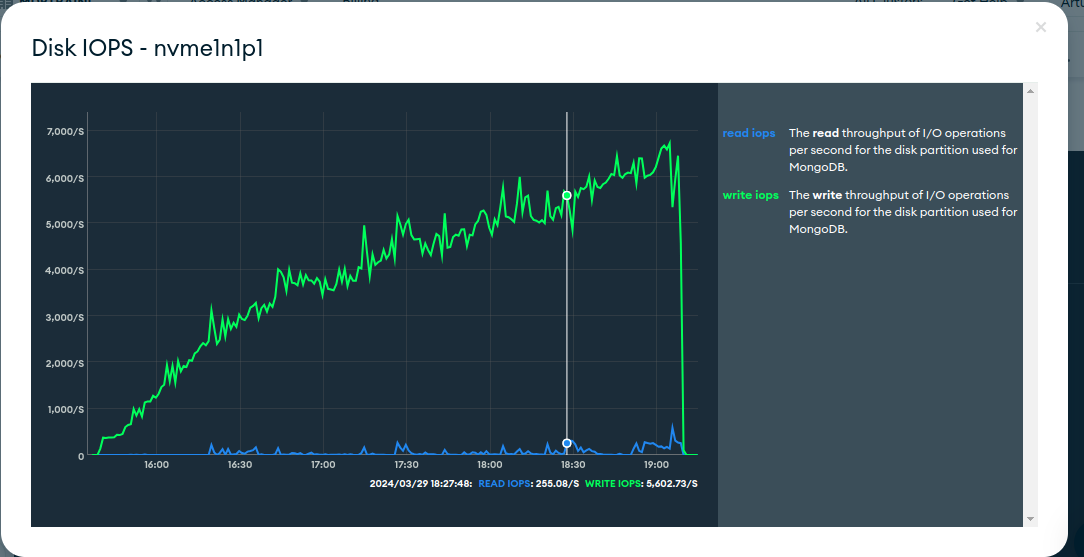 Disk IOPS - nvme1n1p1
×
7,000/S
6,000/S
5,000/S
4,000/S
3,000/S
2,000/S
1,000/S
0
16:00 16:30 17:00 17:30 18:00 18:30 19:00
2024/03/29 18:27:48: READ IOPS: 255.08/S WRITE IOPS: 5,602.73/S
read iops The read throughput of I/O operations
per second for the disk partition used for
MongoDB.
write iops The write throughput of I/O operations
per second for the disk partition used for
MongoDB.